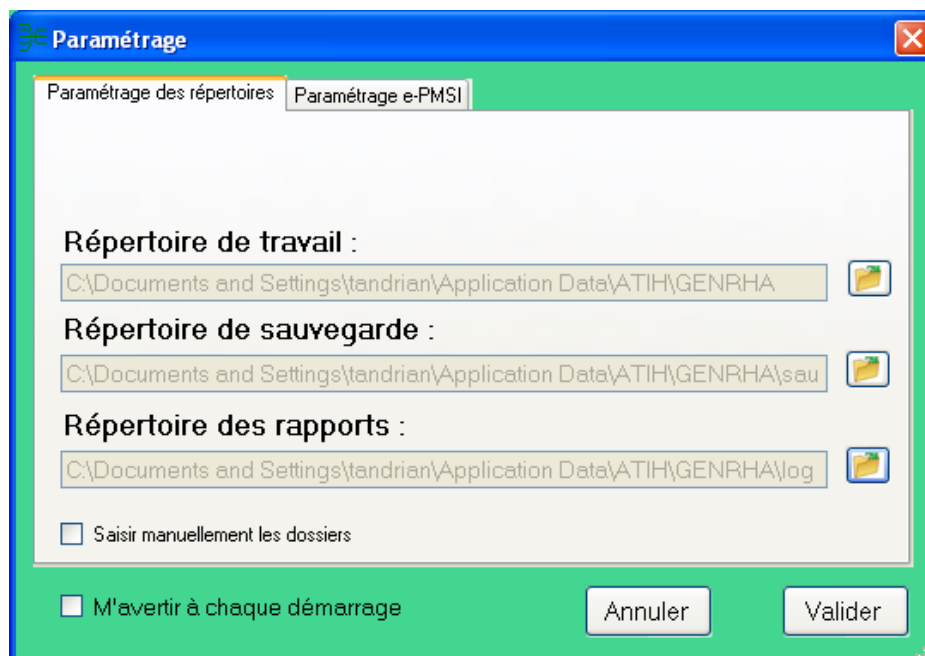 Paramétrage
Paramétrage des répertoires Paramétrage e-PMSI
Répertoire de travail :
C:\Documents and Settings\tandrian\Application Data\ATIH\GENRHA
Répertoire de sauvegarde :
C:\Documents and Settings\tandrian\Application Data\ATIH\GENRHA\sau
Répertoire des rapports :
C:\Documents and Settings\tandrian\Application Data\ATIH\GENRHA\log
Saisir manuellement les dossiers
M'avertir à chaque démarrage Annuler Valider